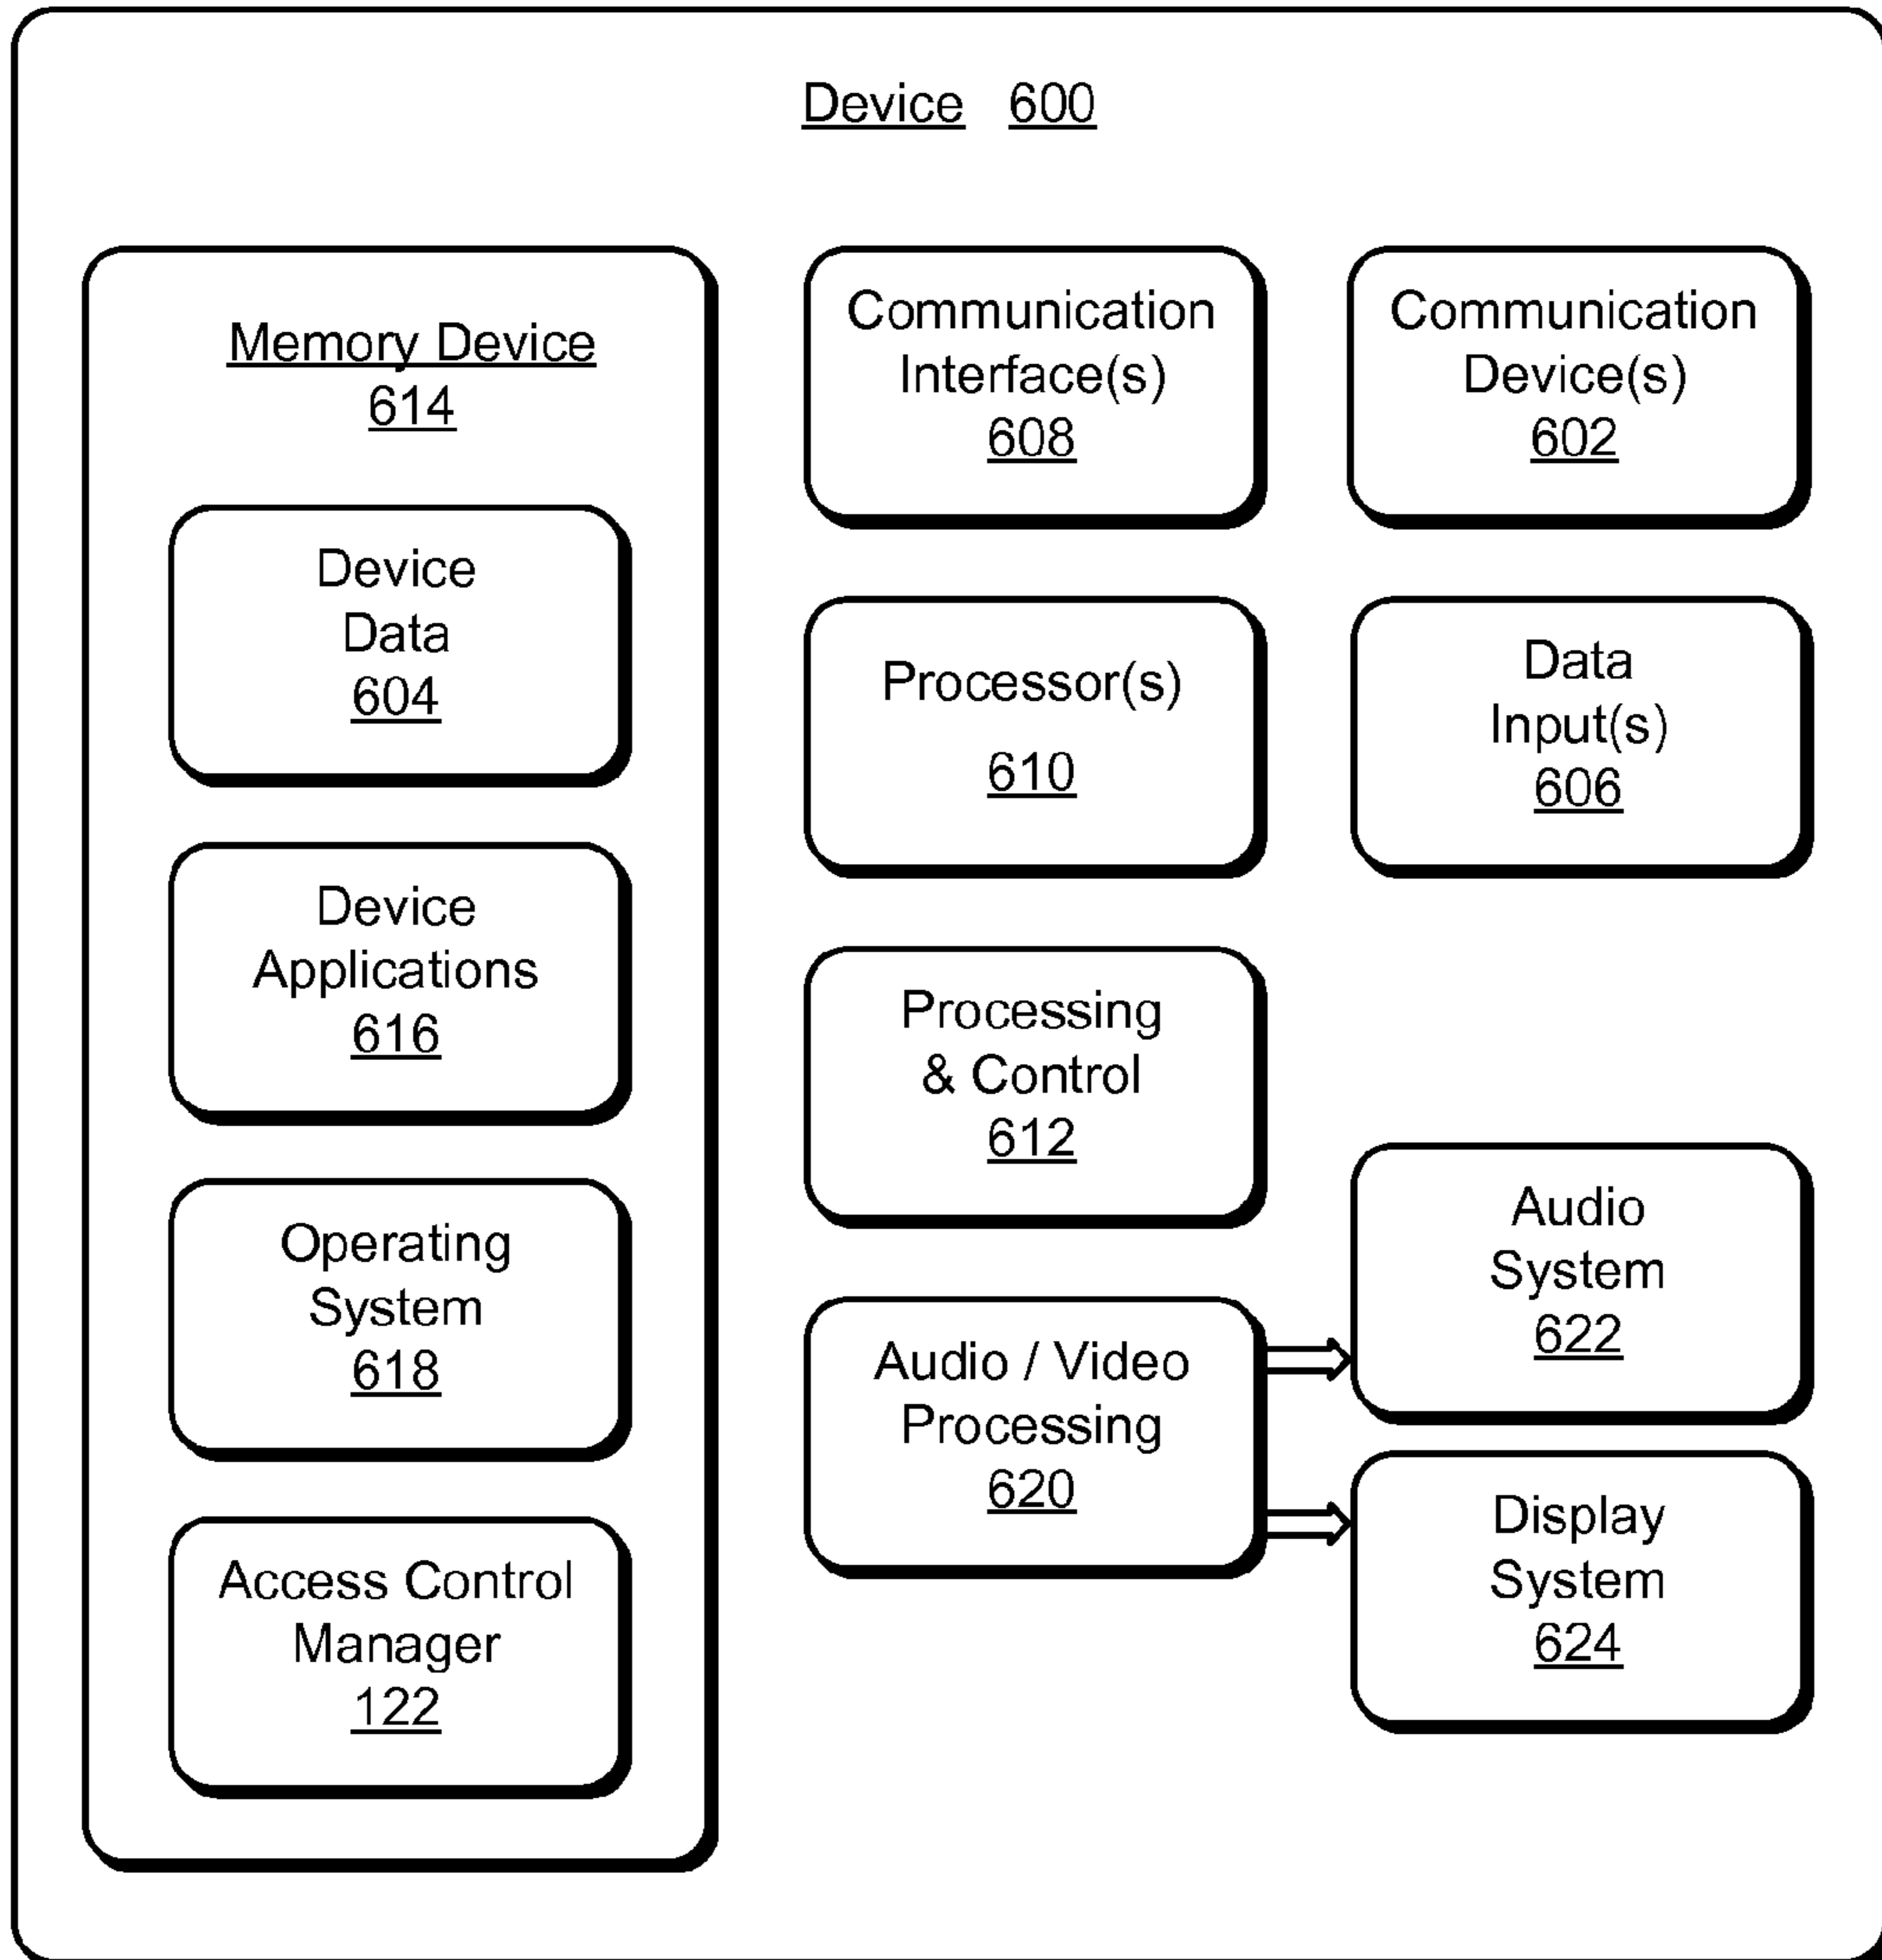 Device 600
Memory Device
614
Device
Data
604
Device
Applications
616
Operating
System
618
Access Control
Manager
122
Communication
Interface(s)
608
Processor(s)
610
Processing
& Control
612
Audio / Video
Processing
620
Communication
Device(s)
602
Data
Input(s)
606
Audio
System
622
Display
System
624